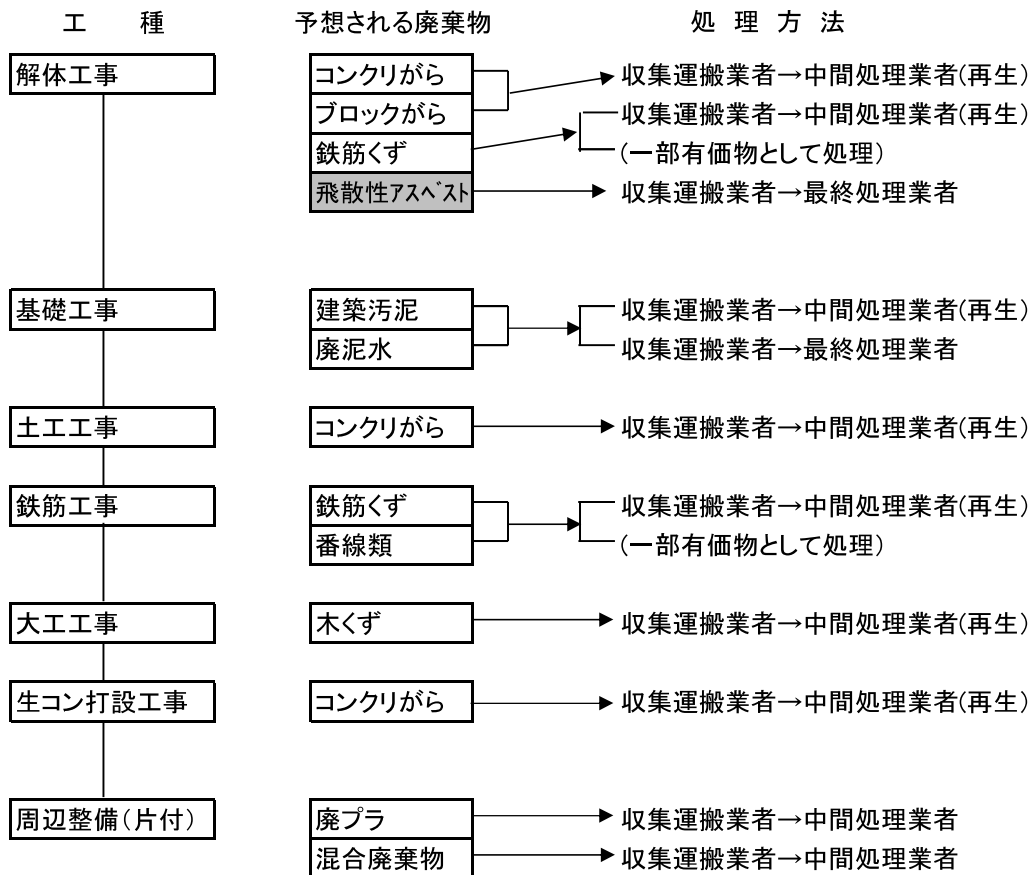 工　種　予想される廃棄物　処 理 方 法
解体工事　コンクリがら　収集運搬業者→中間処理業者(再生)
ブロックがら　収集運搬業者→中間処理業者(再生)
鉄筋くず　(一部有価物として処理)
飛散性アスベスト　収集運搬業者→最終処理業者
基礎工事　建築汚泥　収集運搬業者→中間処理業者(再生)
廃泥水　収集運搬業者→最終処理業者
土工工事　コンクリがら　収集運搬業者→中間処理業者(再生)
鉄筋工事　鉄筋くず　収集運搬業者→中間処理業者(再生)
番線類　(一部有価物として処理)
大工工事　木くず　収集運搬業者→中間処理業者(再生)
生コン打設工事　コンクリがら　収集運搬業者→中間処理業者(再生)
周辺整備(片付)　廃プラ　収集運搬業者→中間処理業者
混合廃棄物　収集運搬業者→中間処理業者